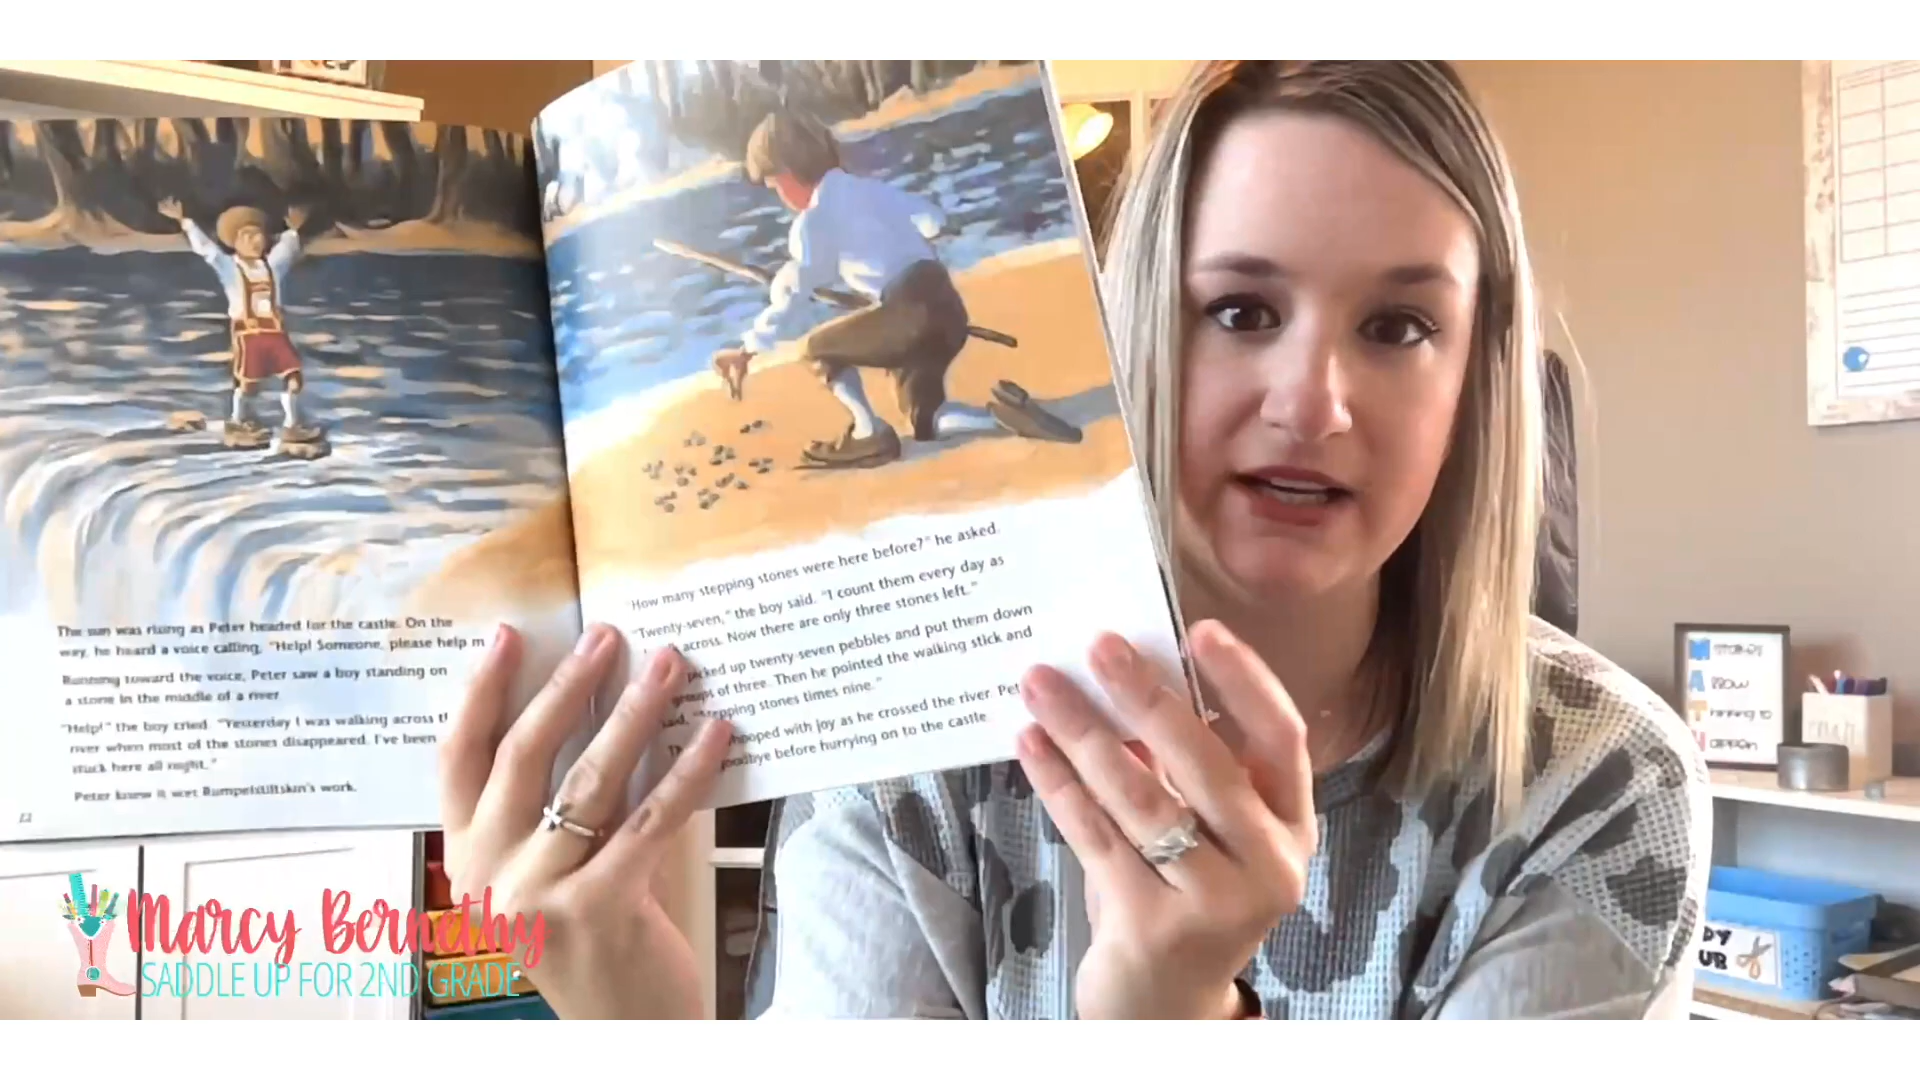 The sun was rising as Peter headed for the castle. On the
way, he heard a voice calling, "Help! Someone, please help m
Running toward the voice, Peter saw a boy standing on
a stone in the middle of a river.
"Help!" the boy cried. "Yesterday I was walking across t
river when most of the stones disappeared. I've been
stuck here all night."
Peter knew it was Rumpelstiltskin's work.
12
"How many stepping stones were here before?" he asked.
"Twenty-seven," the boy said. "I count them every day as
across. Now there are only three stones left."
picked up twenty-seven pebbles and put them down
groups of three. Then he pointed the walking stick and
said, "Stepping stones times nine."
Th whooped with joy as he crossed the river. Pet
goodbye before hurrying on to the castle.
Marcy Bernethy
SADDLE UP FOR 2ND GRADE
MISTAKES
ALLOW
THINKING TO
HAPPEN